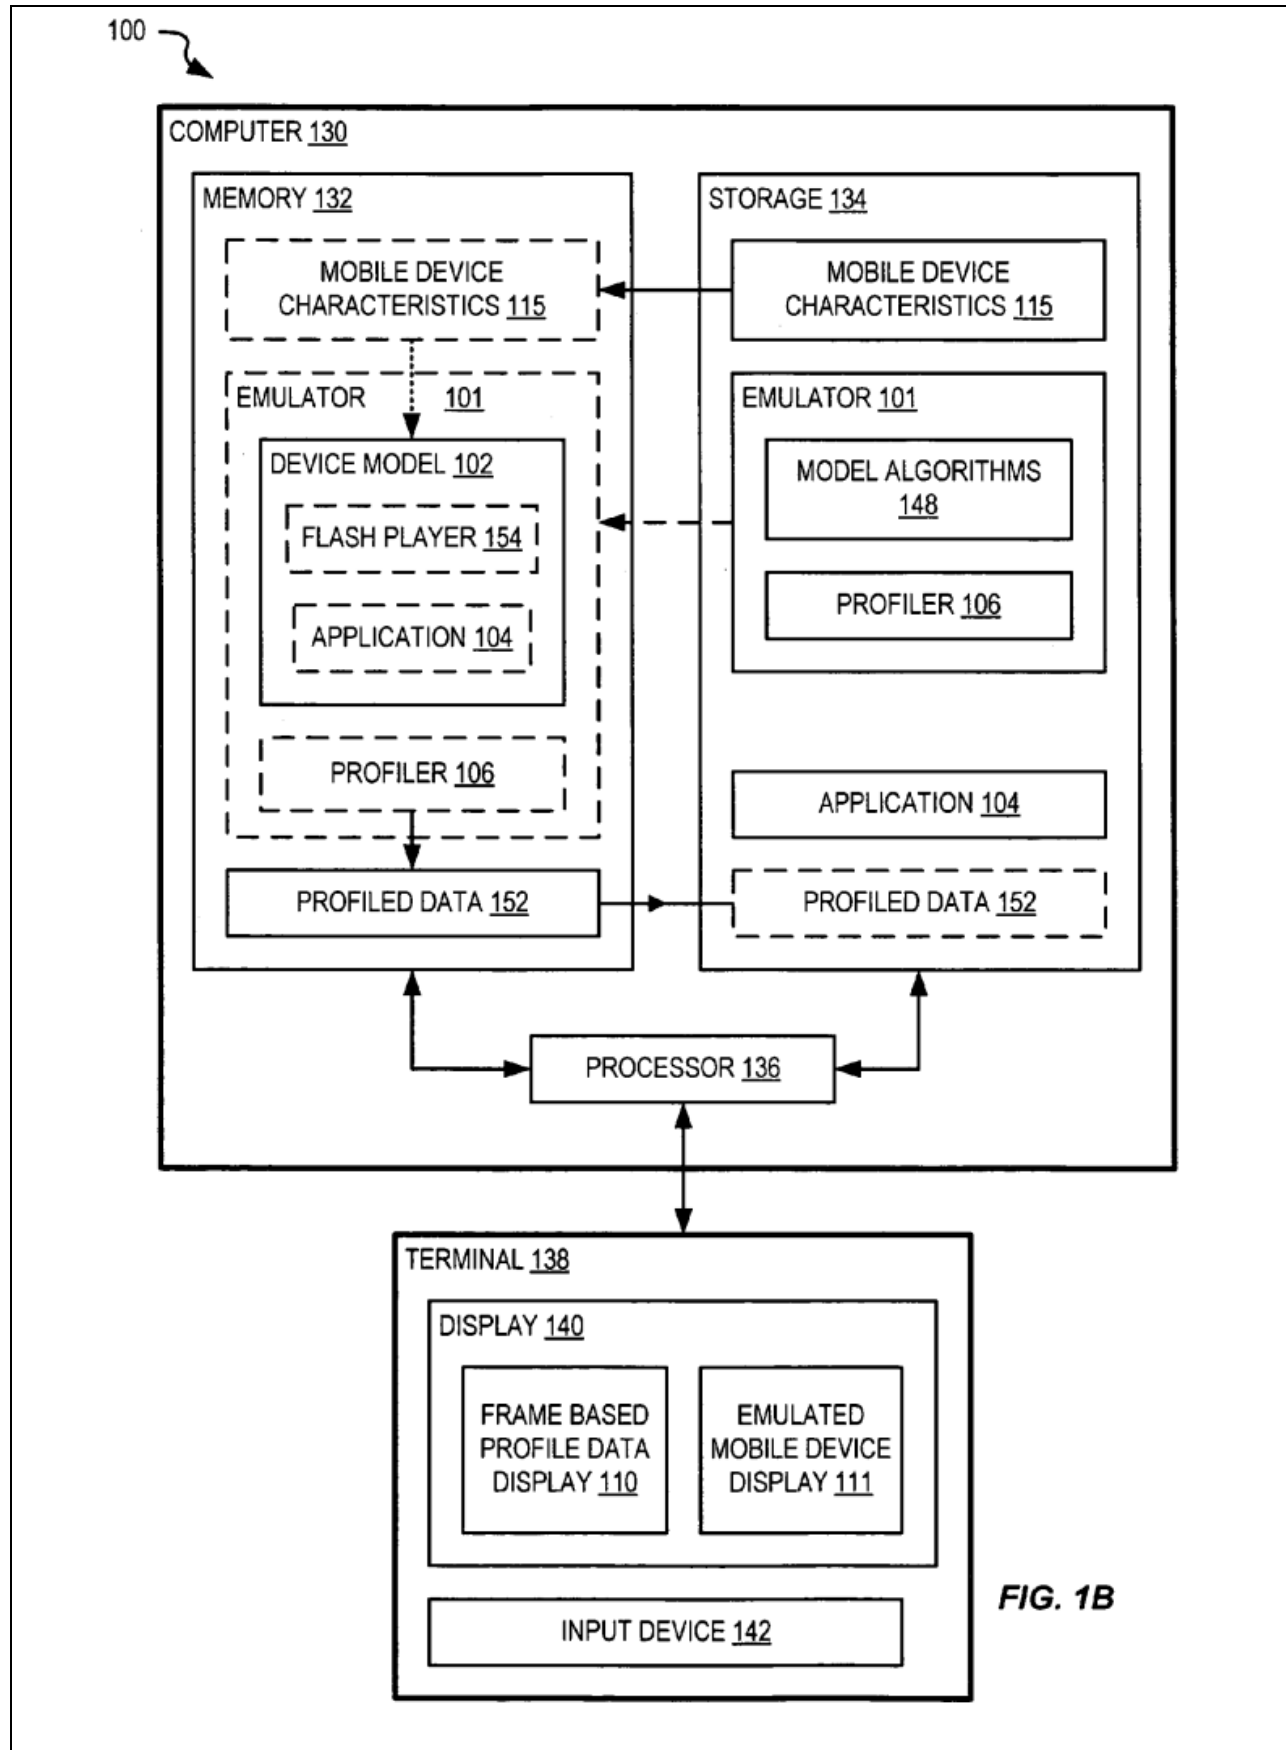 100
COMPUTER 130
MEMORY 132
MOBILE DEVICE
CHARACTERISTICS 115
EMULATOR 101
DEVICE MODEL 102
FLASH PLAYER 154
APPLICATION 104
PROFILER 106
PROFILED DATA 152
STORAGE 134
MOBILE DEVICE
CHARACTERISTICS 115
EMULATOR 101
MODEL ALGORITHMS
148
PROFILER 106
APPLICATION 104
PROFILED DATA 152
PROCESSOR 136
TERMINAL 138
DISPLAY 140
FRAME BASED
PROFILE DATA
DISPLAY 110
EMULATED
MOBILE DEVICE
DISPLAY 111
INPUT DEVICE 142
FIG. 1B